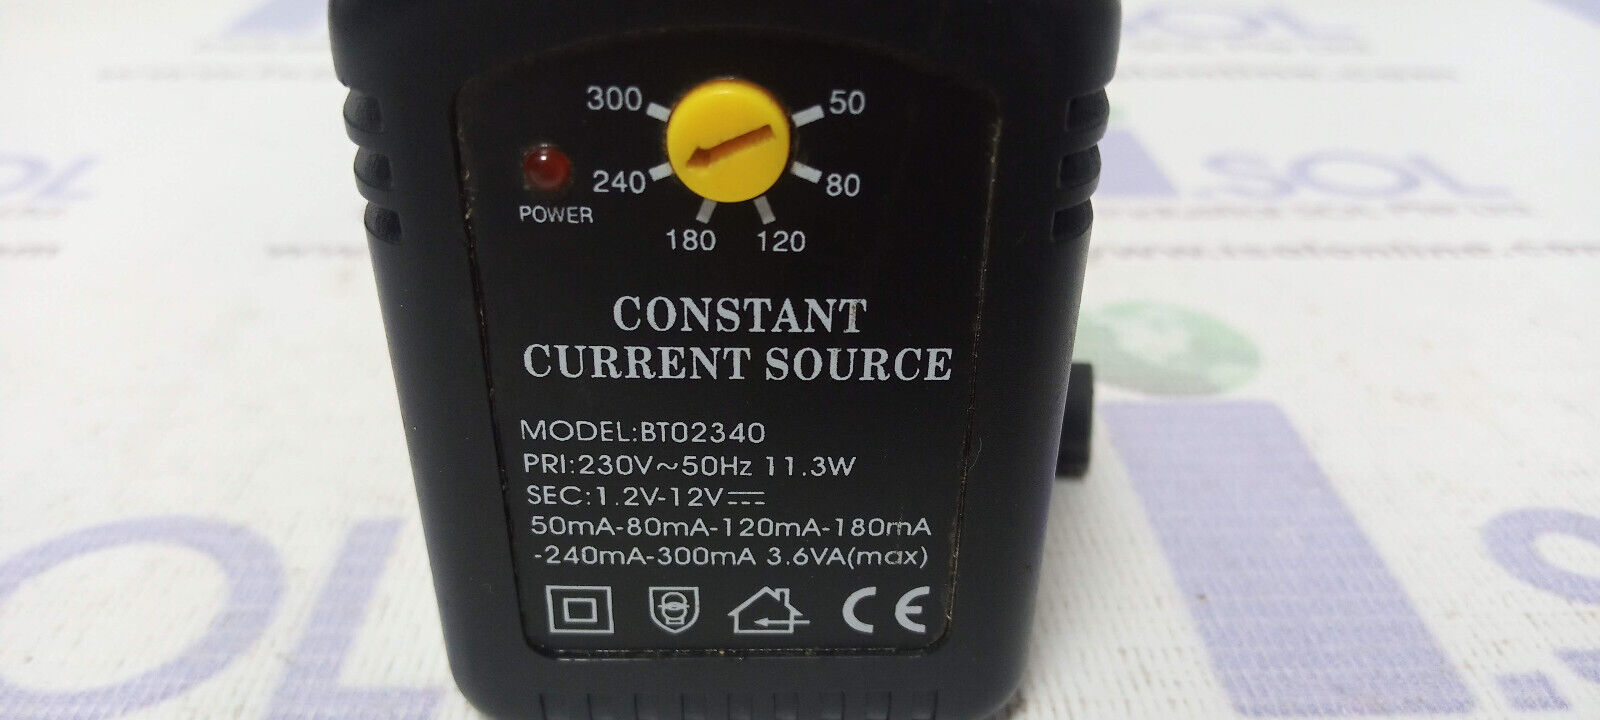 300 50
240 80
POWER
180 120
CONSTANT
CURRENT SOURCE
MODEL:BT02340
PRI:230V~50Hz 11.3W
SEC:1.2V-12V⎓
50mA-80mA-120mA-180mA
-240mA-300mA 3.6VA(max)
CE